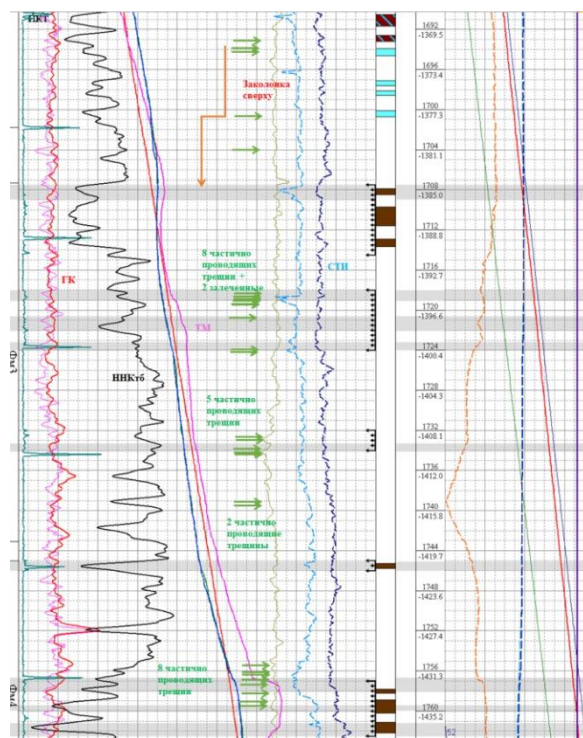 НКТ
Заколонка
сверху
8 частично
проводящих
трещин +
2 залеченные
СТИ
ГК
ТМ
ННКтб
5 частично
проводящих
трещин
2 частично
проводящие
трещины
8 частично
проводящих
трещин
Фм3
Фм4
1692
-1369.5
1696
-1373.4
1700
-1377.3
1704
-1381.1
1708
-1385.0
1712
-1388.8
1716
-1392.7
1720
-1396.6
1724
-1400.4
1728
-1404.3
1732
-1408.1
1736
-1412.0
1740
-1415.8
1744
-1419.7
1748
-1423.6
1752
-1427.4
1756
-1431.3
1760
-1435.2
52